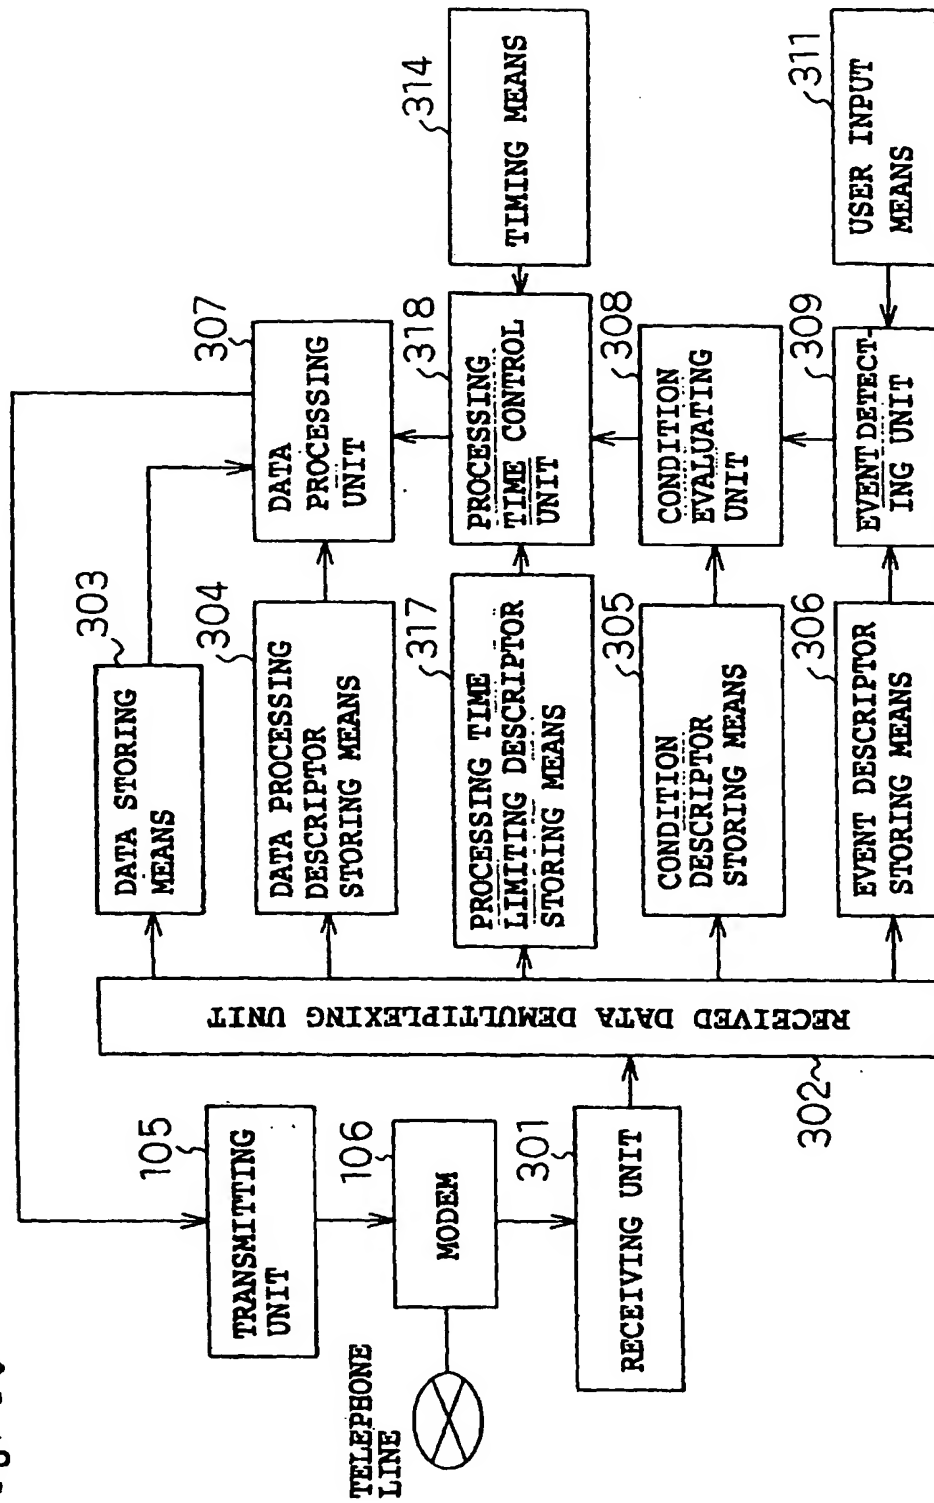 TELEPHONE
LINE
TRANSMITTING
UNIT
105
MODEM
106
RECEIVING UNIT
301
RECEIVED DATA DEMULTIPLEXING UNIT
302
DATA STORING
MEANS
303
DATA PROCESSING
DESCRIPTOR
STORING MEANS
304
PROCESSING TIME
LIMITING DESCRIPTOR
STORING MEANS
317
CONDITION
DESCRIPTOR
STORING MEANS
305
EVENT DESCRIPTOR
STORING MEANS
306
DATA
PROCESSING
UNIT
307
PROCESSING
TIME CONTROL
UNIT
318
CONDITION
EVALUATING
UNIT
308
EVENT DETECT-
ING UNIT
309
TIMING MEANS
314
USER INPUT
MEANS
311